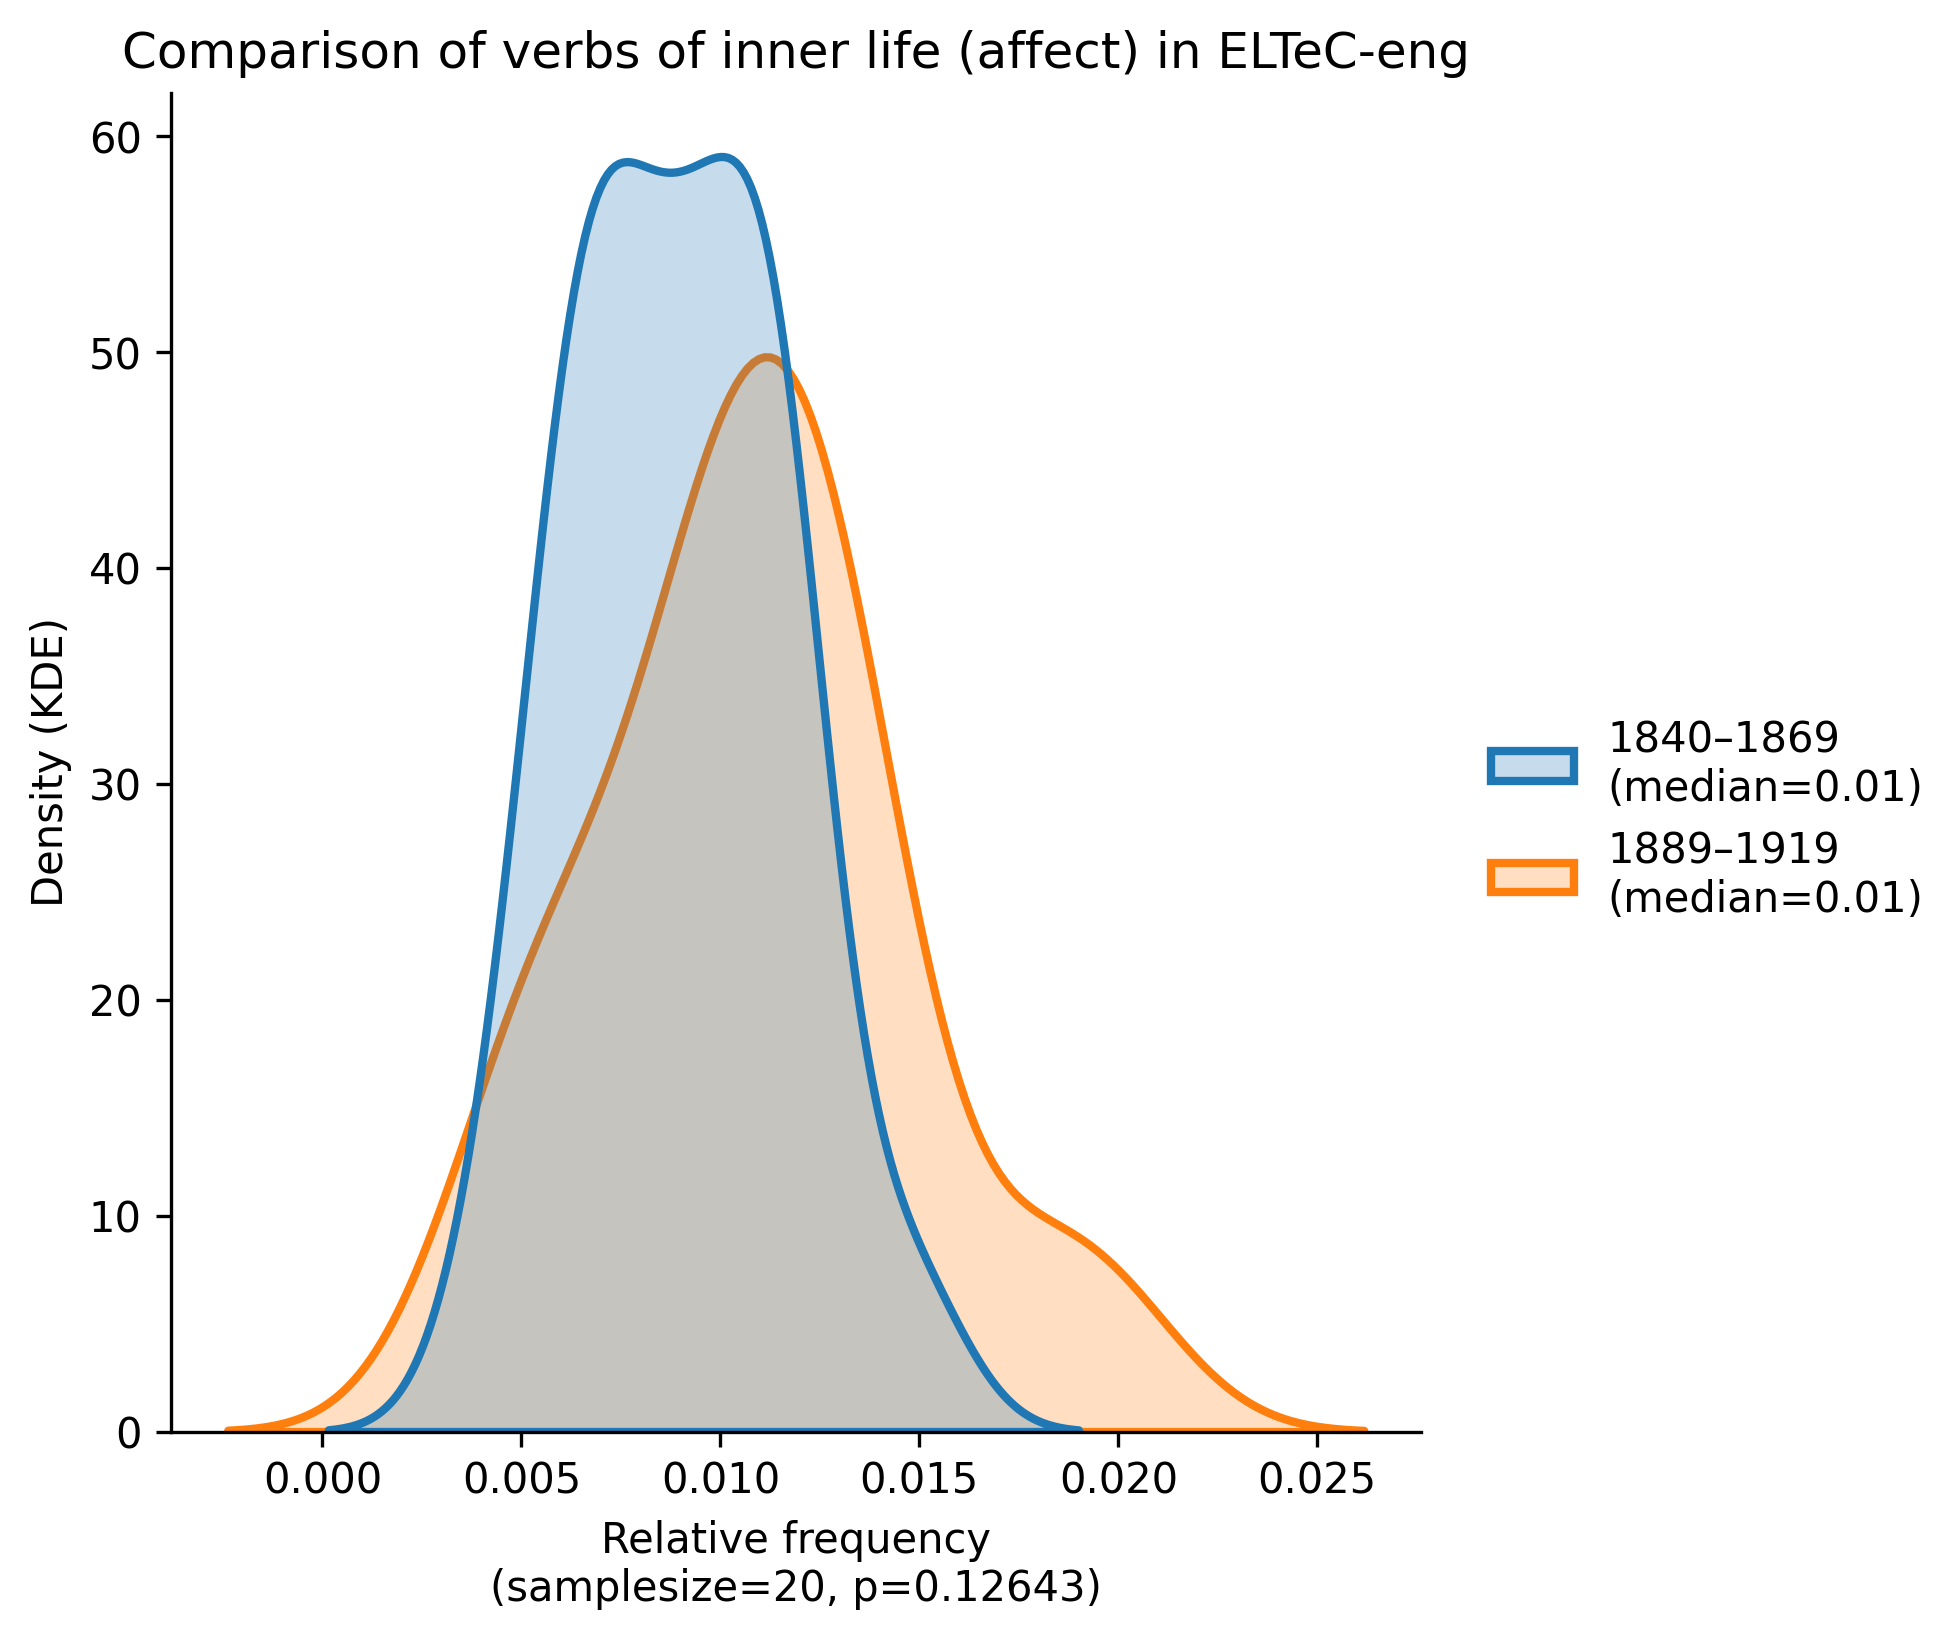 Comparison of verbs of inner life (affect) in ELTeC-eng
60
50
40
30
20
10
0
Density (KDE)
0.000 0.005 0.010 0.015 0.020 0.025
Relative frequency
(samplesize=20, p=0.12643)
1840–1869
(median=0.01)
1889–1919
(median=0.01)